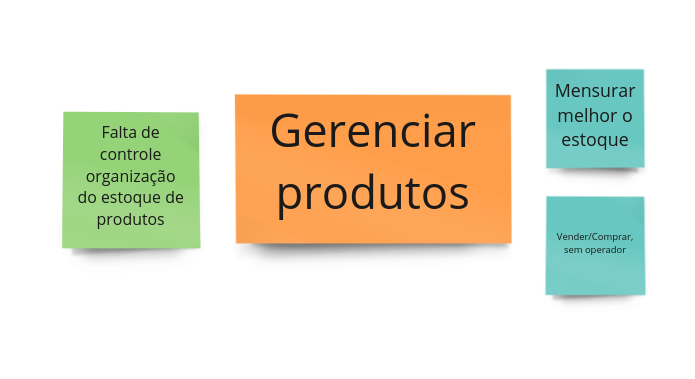 Falta de
controle
organização
do estoque de
produtos
Gerenciar
produtos
Mensurar
melhor o
estoque
Vender/Comprar,
sem operador